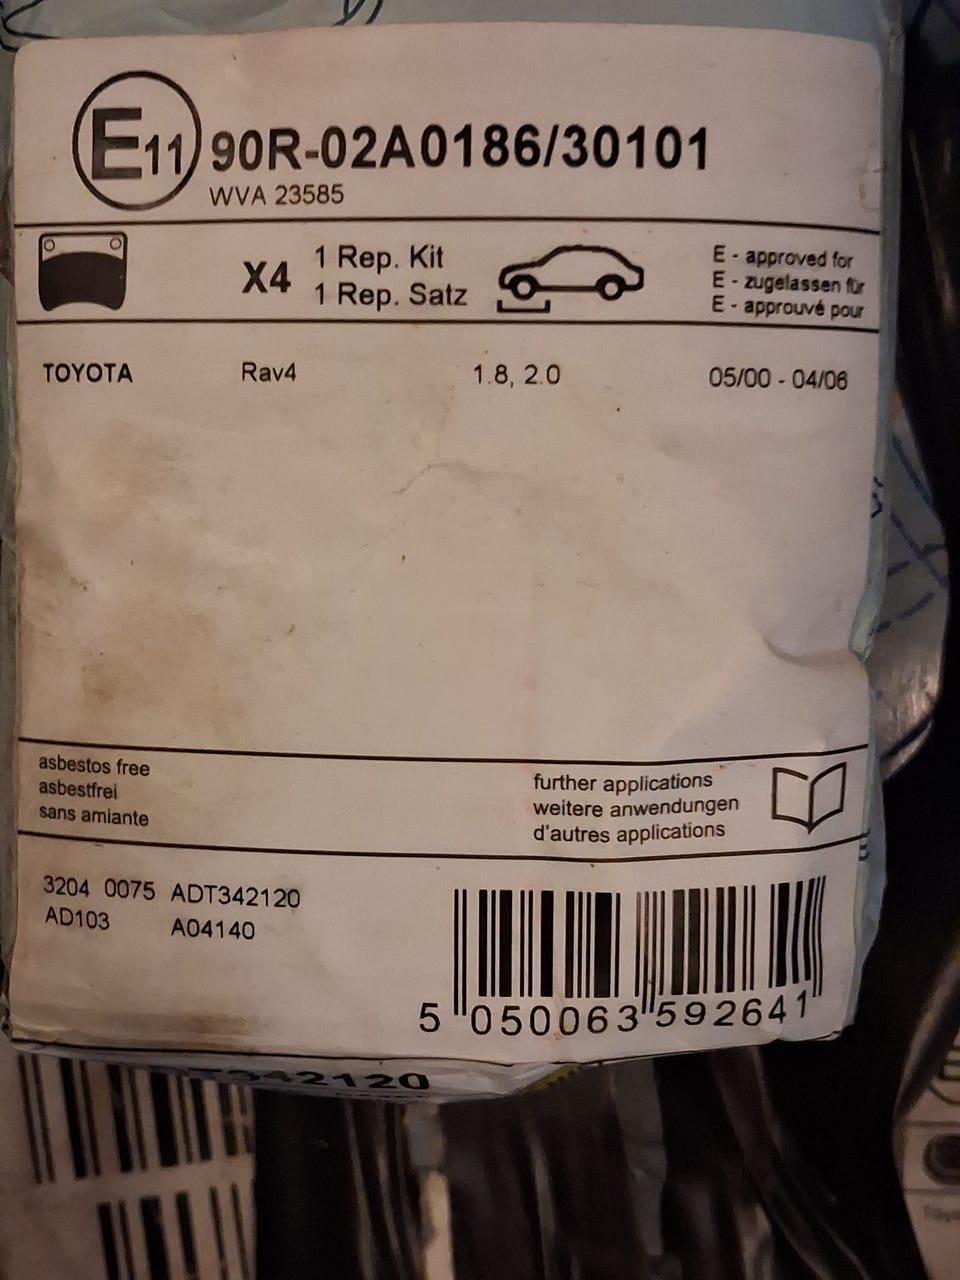 E11 90R-02A0186/30101
WVA 23585
X4
1 Rep. Kit
1 Rep. Satz
E - approved for
E - zugelassen für
E - approuvé pour
TOYOTA Rav4 1.8, 2.0 05/00 - 04/06
asbestos free
asbestfrei
sans amiante
further applications
weitere anwendungen
d'autres applications
3204 0075 ADT342120
AD103 A04140
5 050063 592641
T342120